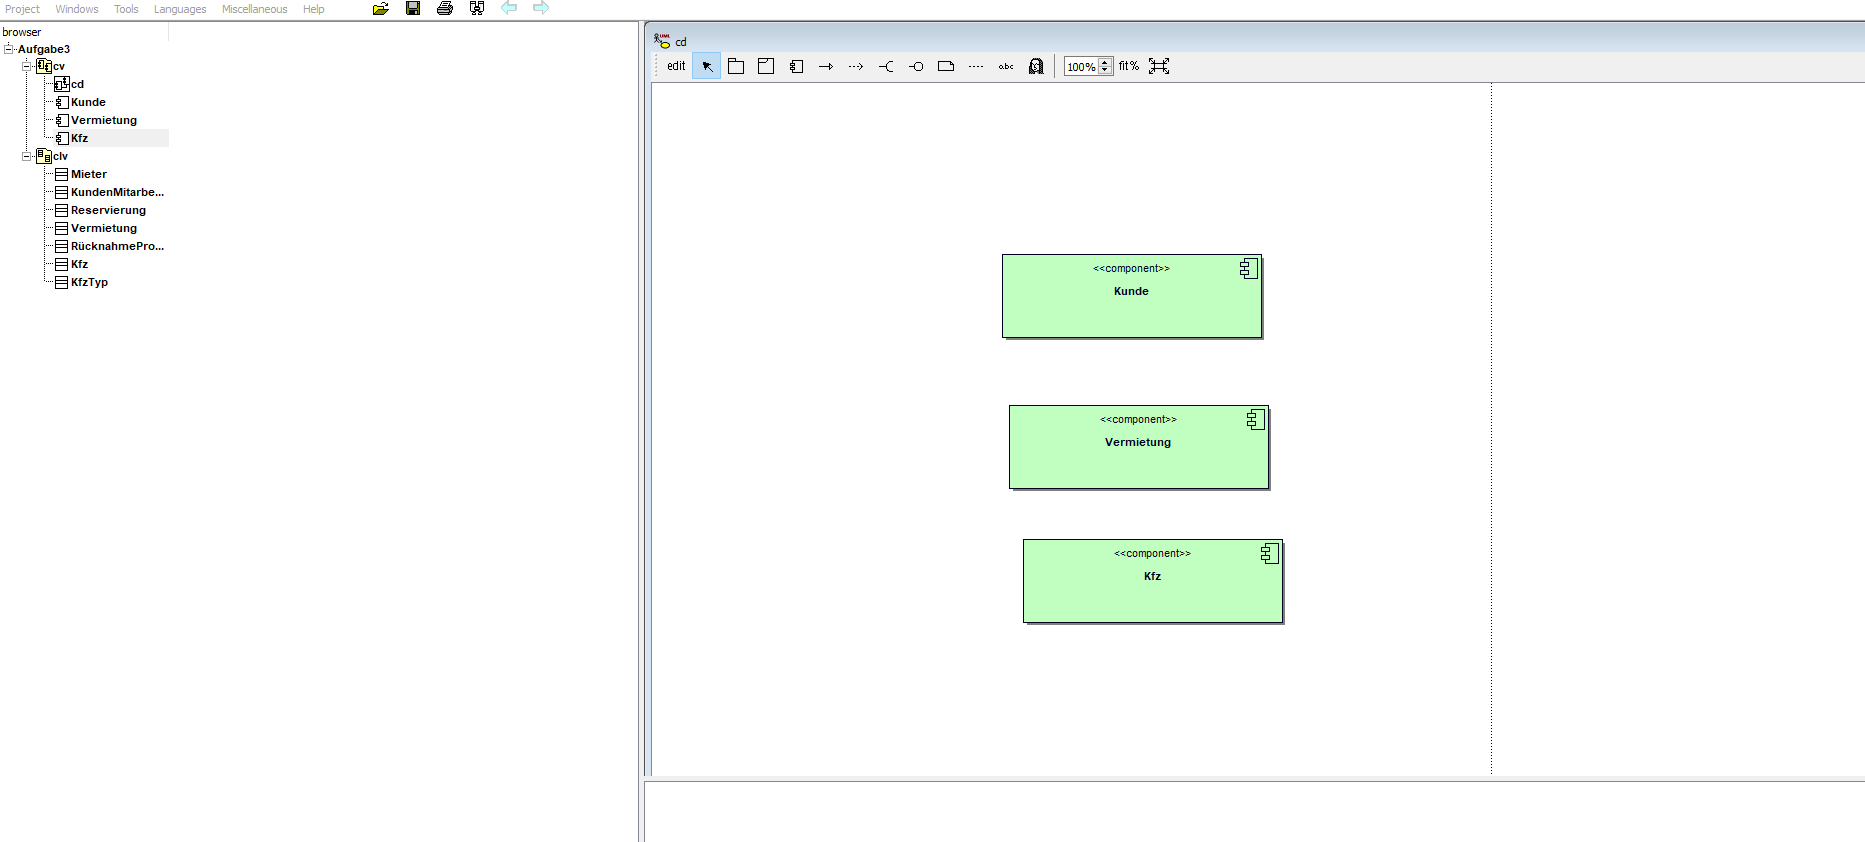 Project Windows Tools Languages Miscellaneous Help
browser
Aufgabe3
cv
cd
Kunde
Vermietung
Kfz
clv
Mieter
KundenMitarbe...
Reservierung
Vermietung
RücknahmePro...
Kfz
KfzTyp
cd
edit abc 100% fit%
<<component>>
Kunde
<<component>>
Vermietung
<<component>>
Kfz